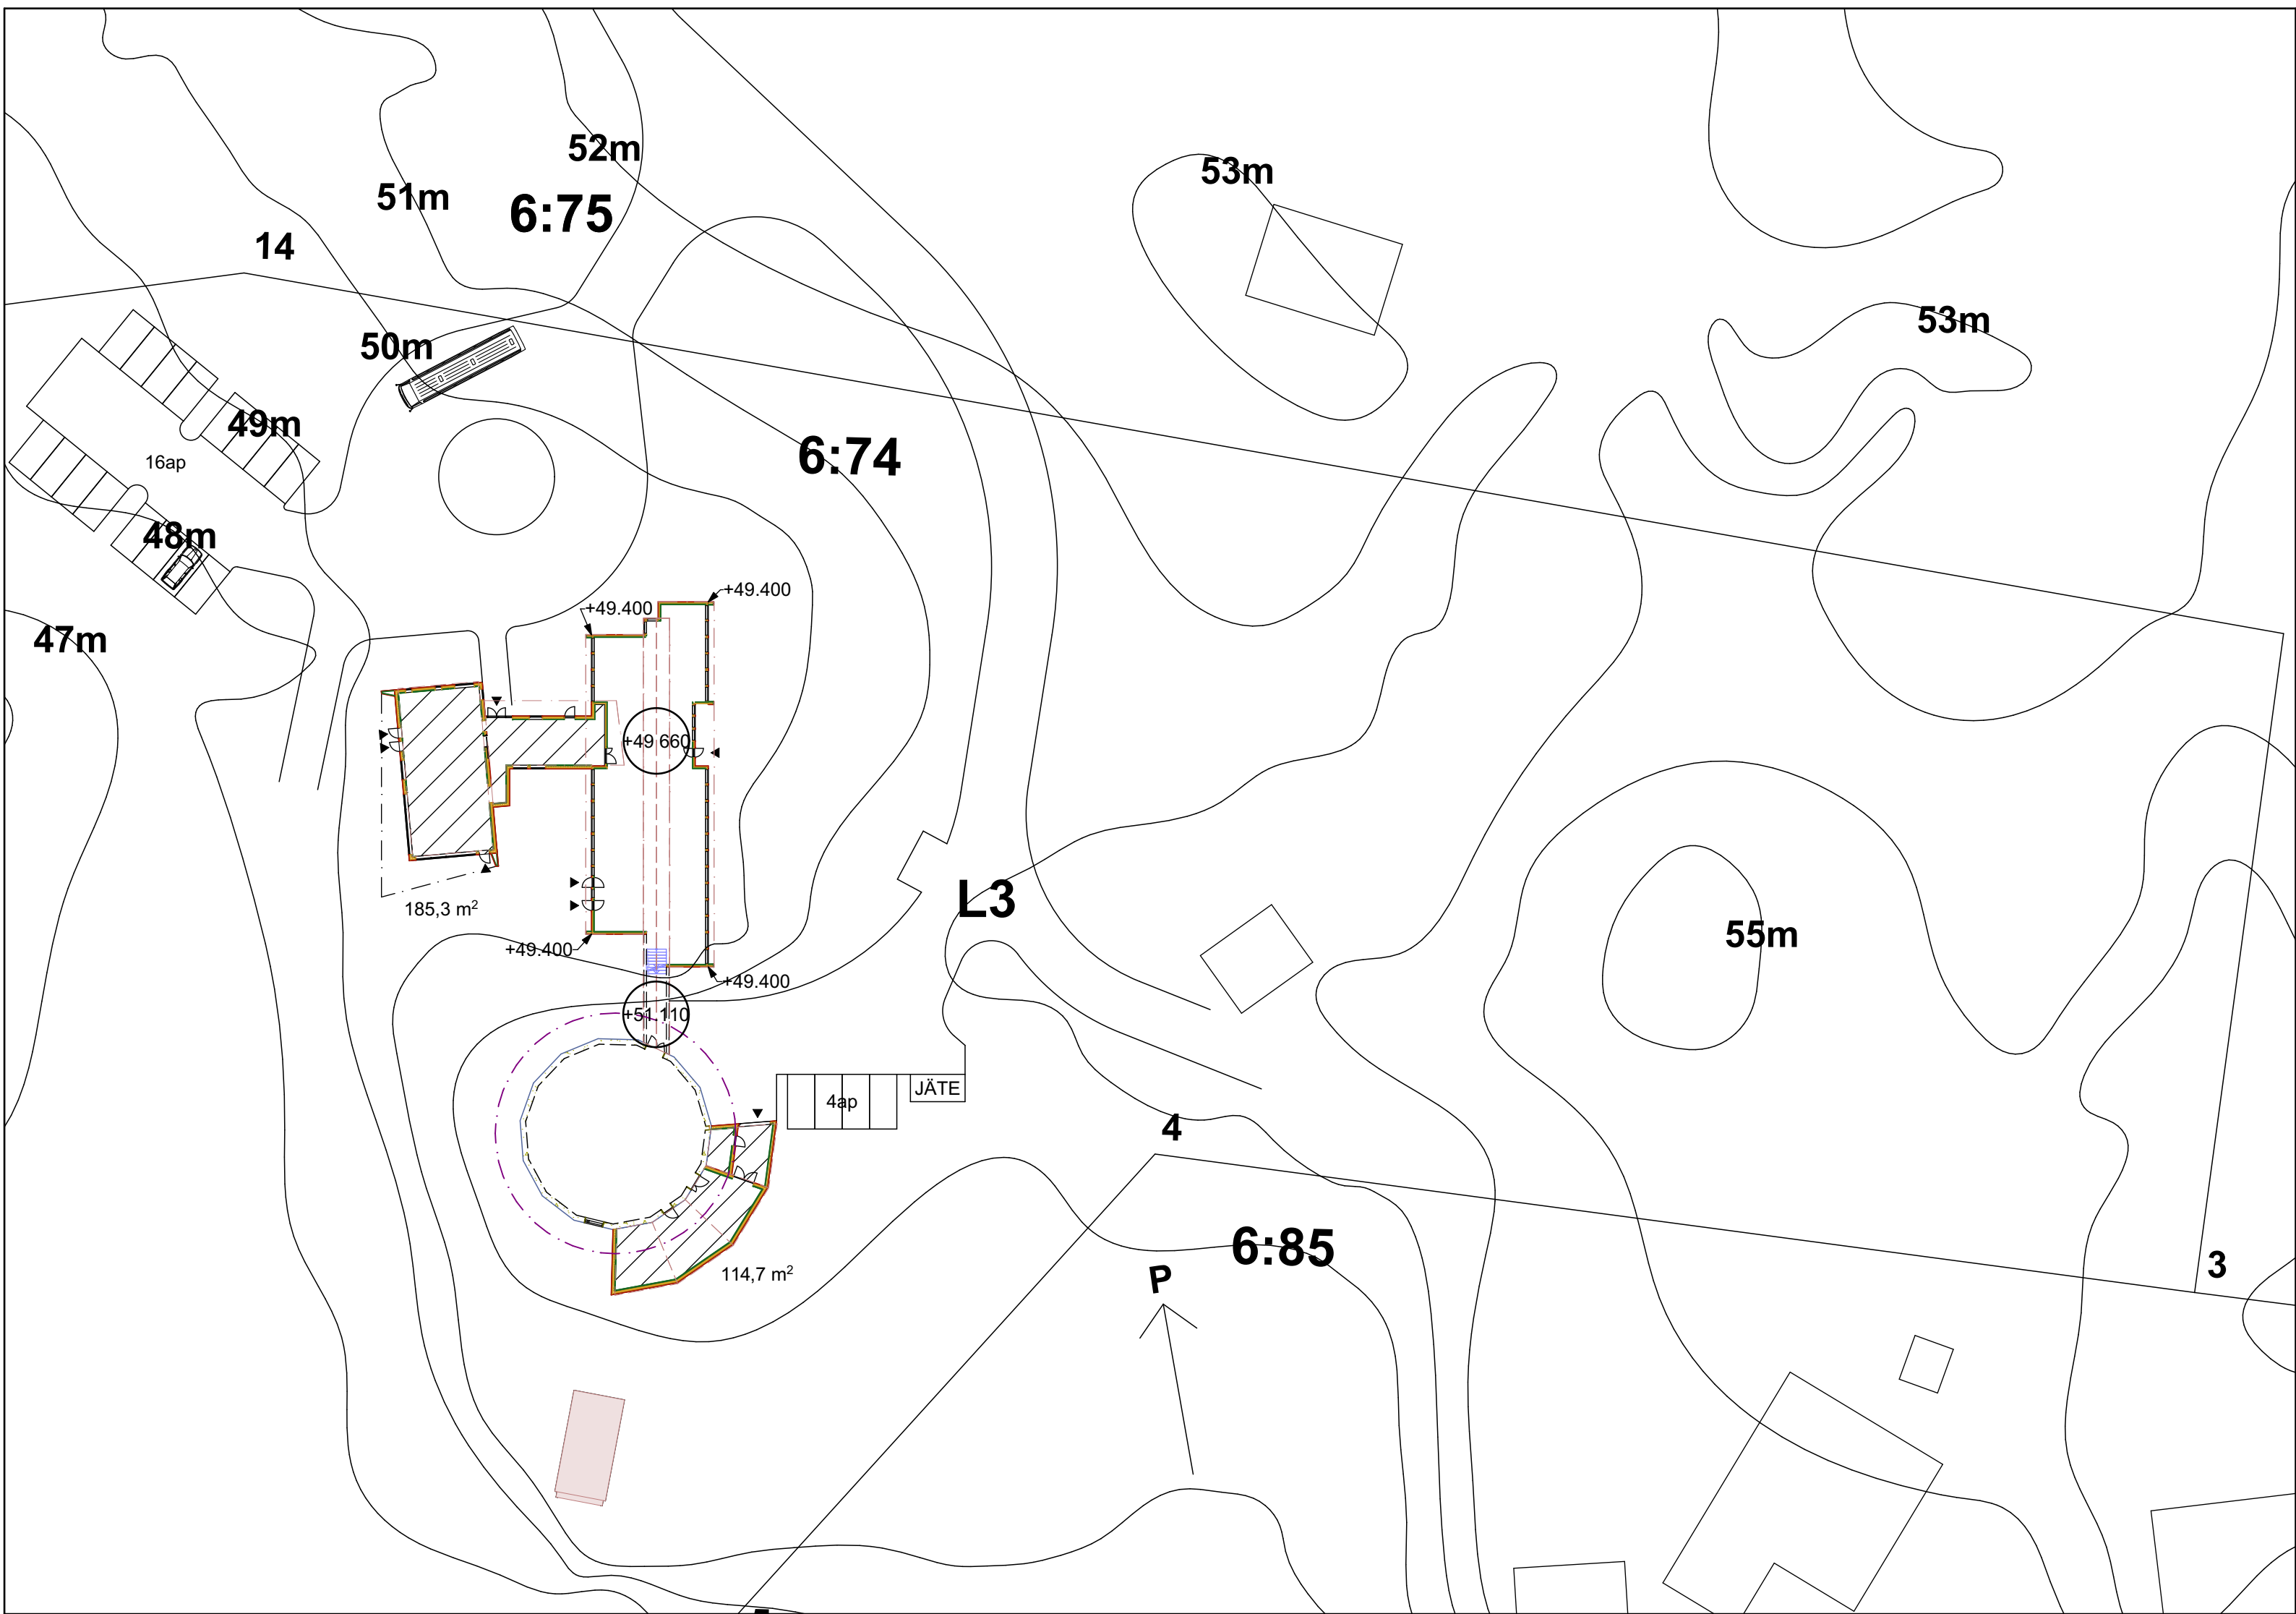 52m
53m
51m
6:75
14
53m
50m
49m
6:74
16ap
48m
+49.400
+49.400
47m
+49.660
L3
185,3 m²
55m
+49.400
+49.400
+51.110
JÄTE
4ap
4
6:85
3
114,7 m²
P